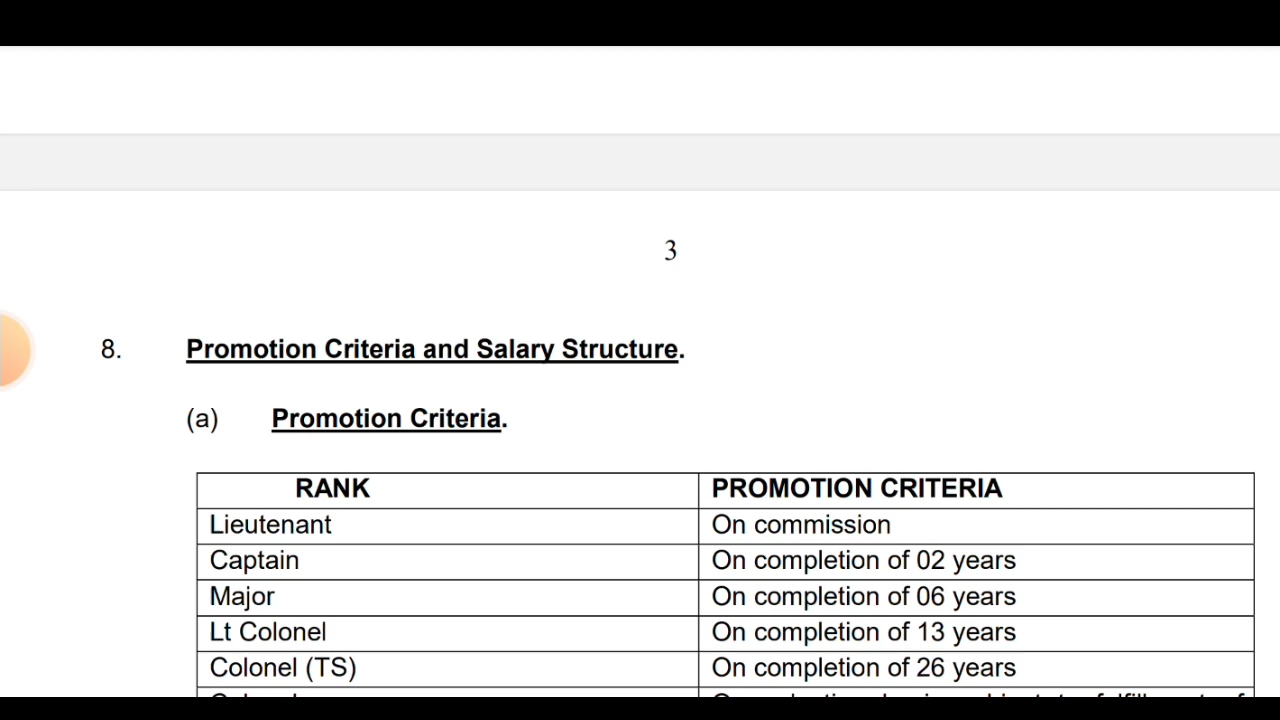 3
8. Promotion Criteria and Salary Structure.
(a) Promotion Criteria.
RANK PROMOTION CRITERIA
Lieutenant On commission
Captain On completion of 02 years
Major On completion of 06 years
Lt Colonel On completion of 13 years
Colonel (TS) On completion of 26 years